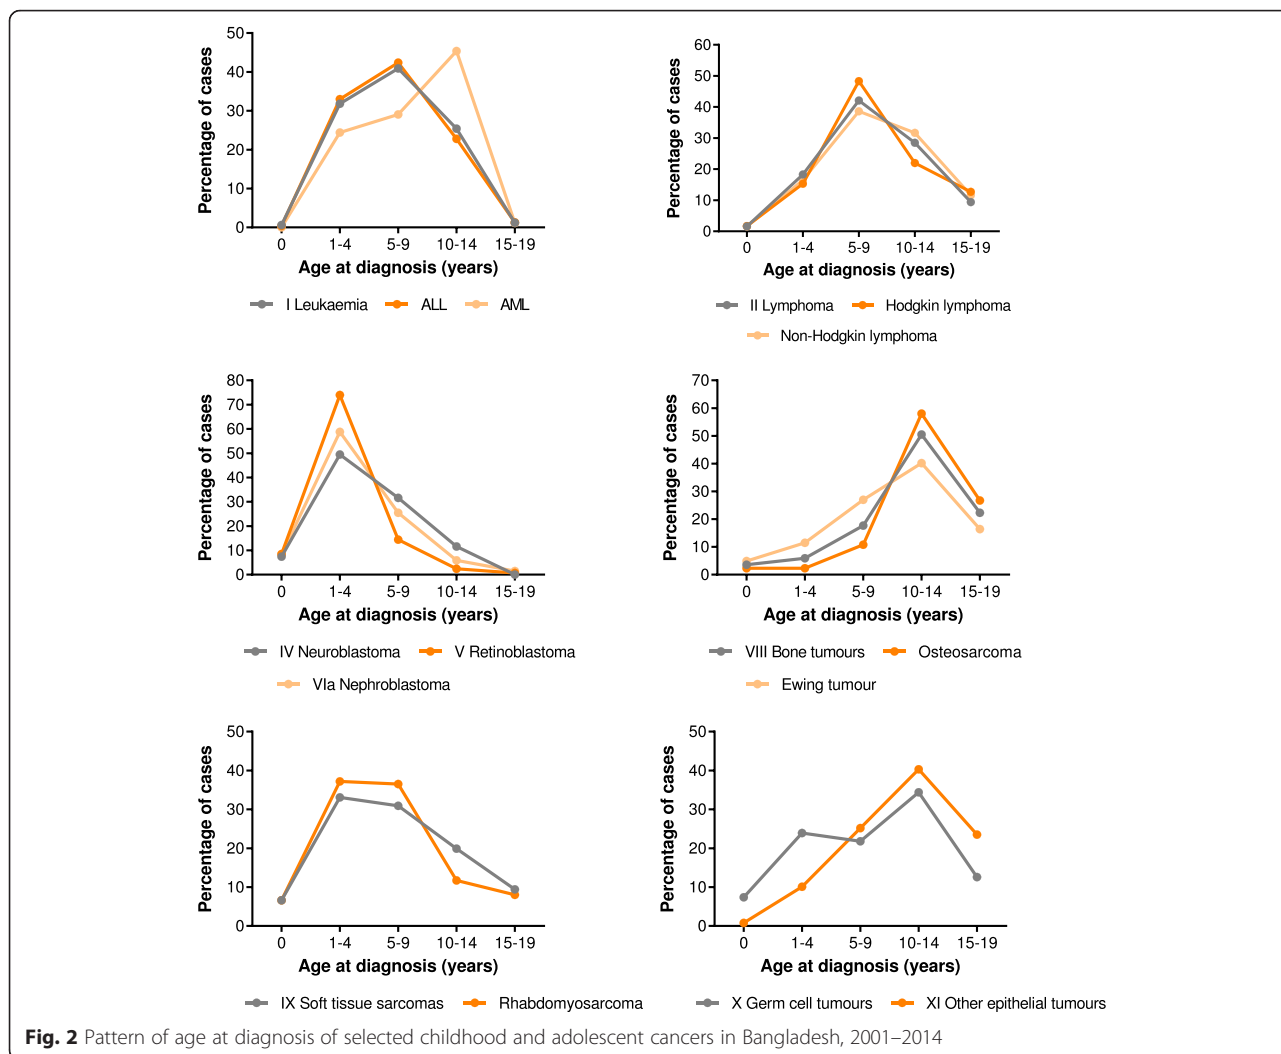 50
40
30
20
10
0
Percentage of cases
0 1-4 5-9 10-14 15-19
Age at diagnosis (years)
I Leukaemia ALL AML
60
50
40
30
20
10
0
Percentage of cases
0 1-4 5-9 10-14 15-19
Age at diagnosis (years)
II Lymphoma Hodgkin lymphoma
Non-Hodgkin lymphoma
80
70
60
50
40
30
20
10
0
Percentage of cases
0 1-4 5-9 10-14 15-19
Age at diagnosis (years)
IV Neuroblastoma V Retinoblastoma
VIa Nephroblastoma
70
60
50
40
30
20
10
0
Percentage of cases
0 1-4 5-9 10-14 15-19
Age at diagnosis (years)
VIII Bone tumours Osteosarcoma
Ewing tumour
50
40
30
20
10
0
Percentage of cases
0 1-4 5-9 10-14 15-19
Age at diagnosis (years)
IX Soft tissue sarcomas Rhabdomyosarcoma
50
40
30
20
10
0
Percentage of cases
0 1-4 5-9 10-14 15-19
Age at diagnosis (years)
X Germ cell tumours XI Other epithelial tumours
Fig. 2 Pattern of age at diagnosis of selected childhood and adolescent cancers in Bangladesh, 2001–2014